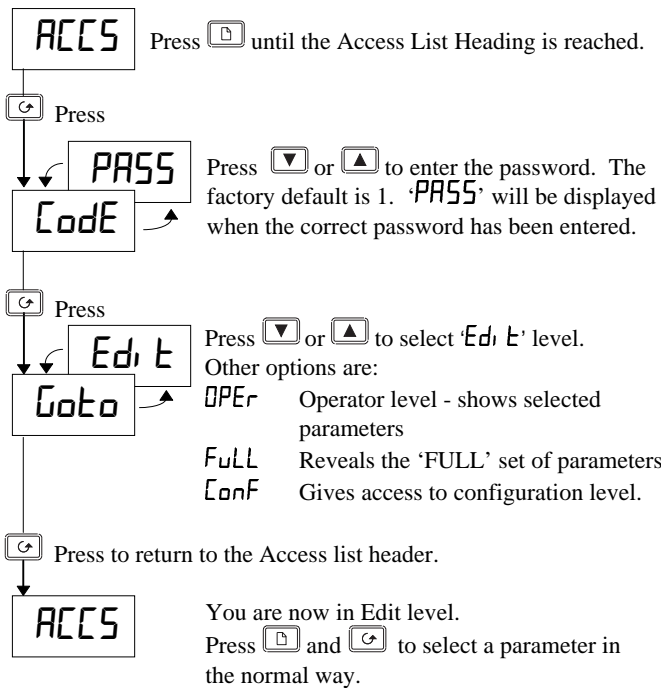 ACCS
Press until the Access List Heading is reached.
Press
PASS
CodE
Press or to enter the password. The
factory default is 1. ‘PASS’ will be displayed
when the correct password has been entered.
Press
Edit
Goto
Press or to select ‘Edit’ level.
Other options are:
OPEr Operator level - shows selected
parameters
FuLL Reveals the ‘FULL’ set of parameters
ConF Gives access to configuration level.
Press to return to the Access list header.
ACCS
You are now in Edit level.
Press and to select a parameter in
the normal way.